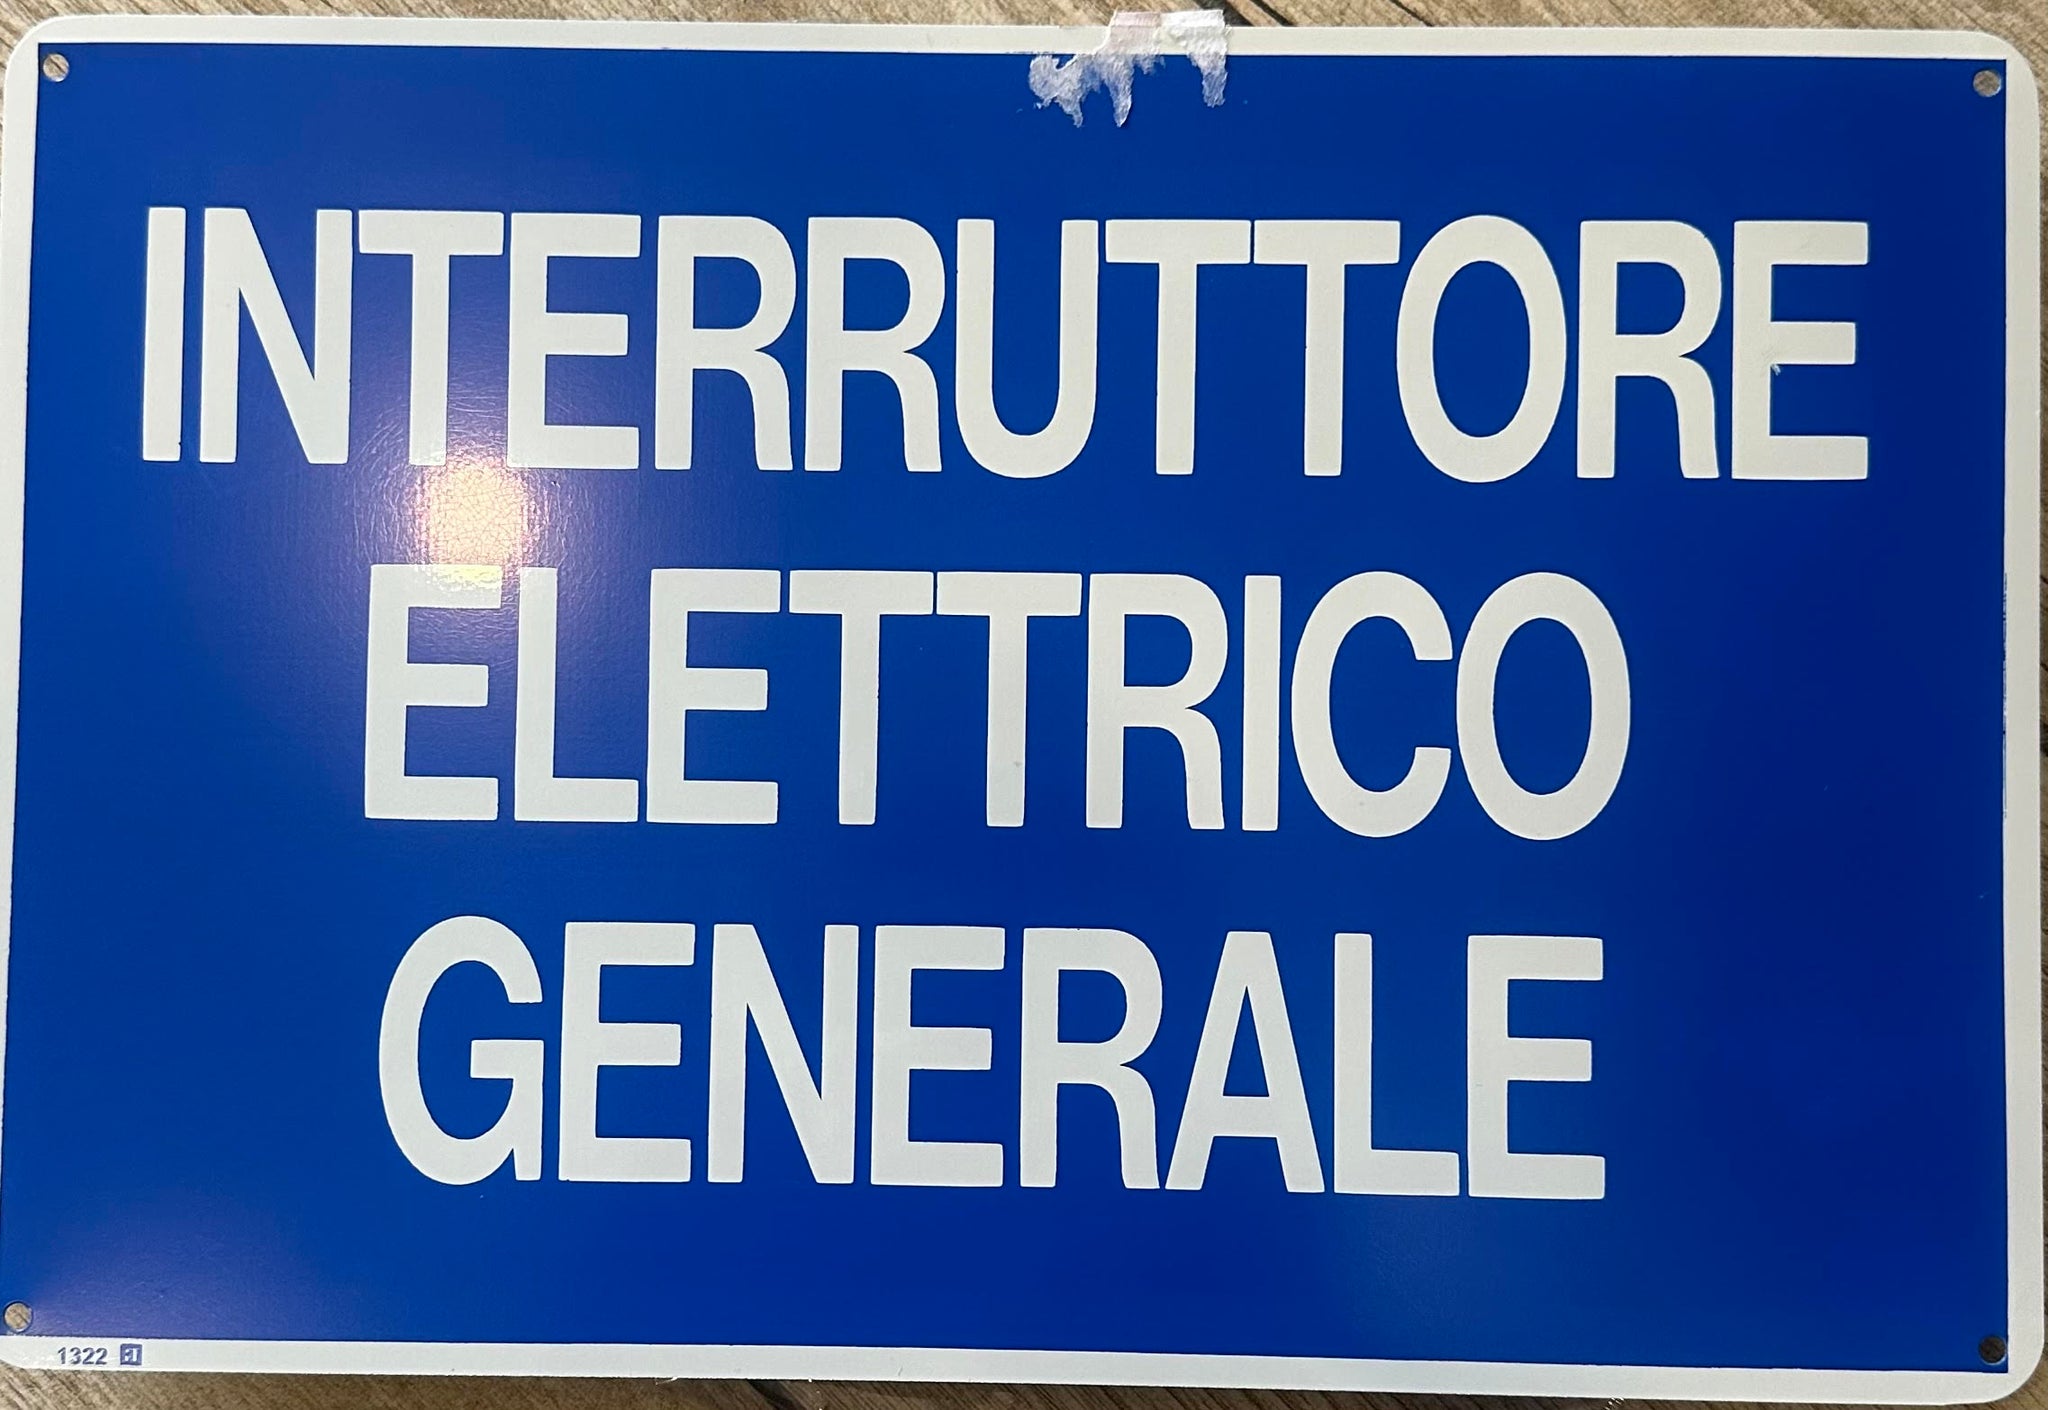 INTERRUTTORE
ELETTRICO
GENERALE
1322